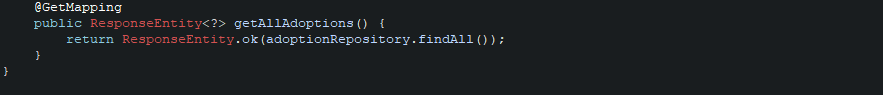 @GetMapping
public ResponseEntity<?> getAllAdoptions() {
return ResponseEntity.ok(adoptionRepository.findAll());
}
}